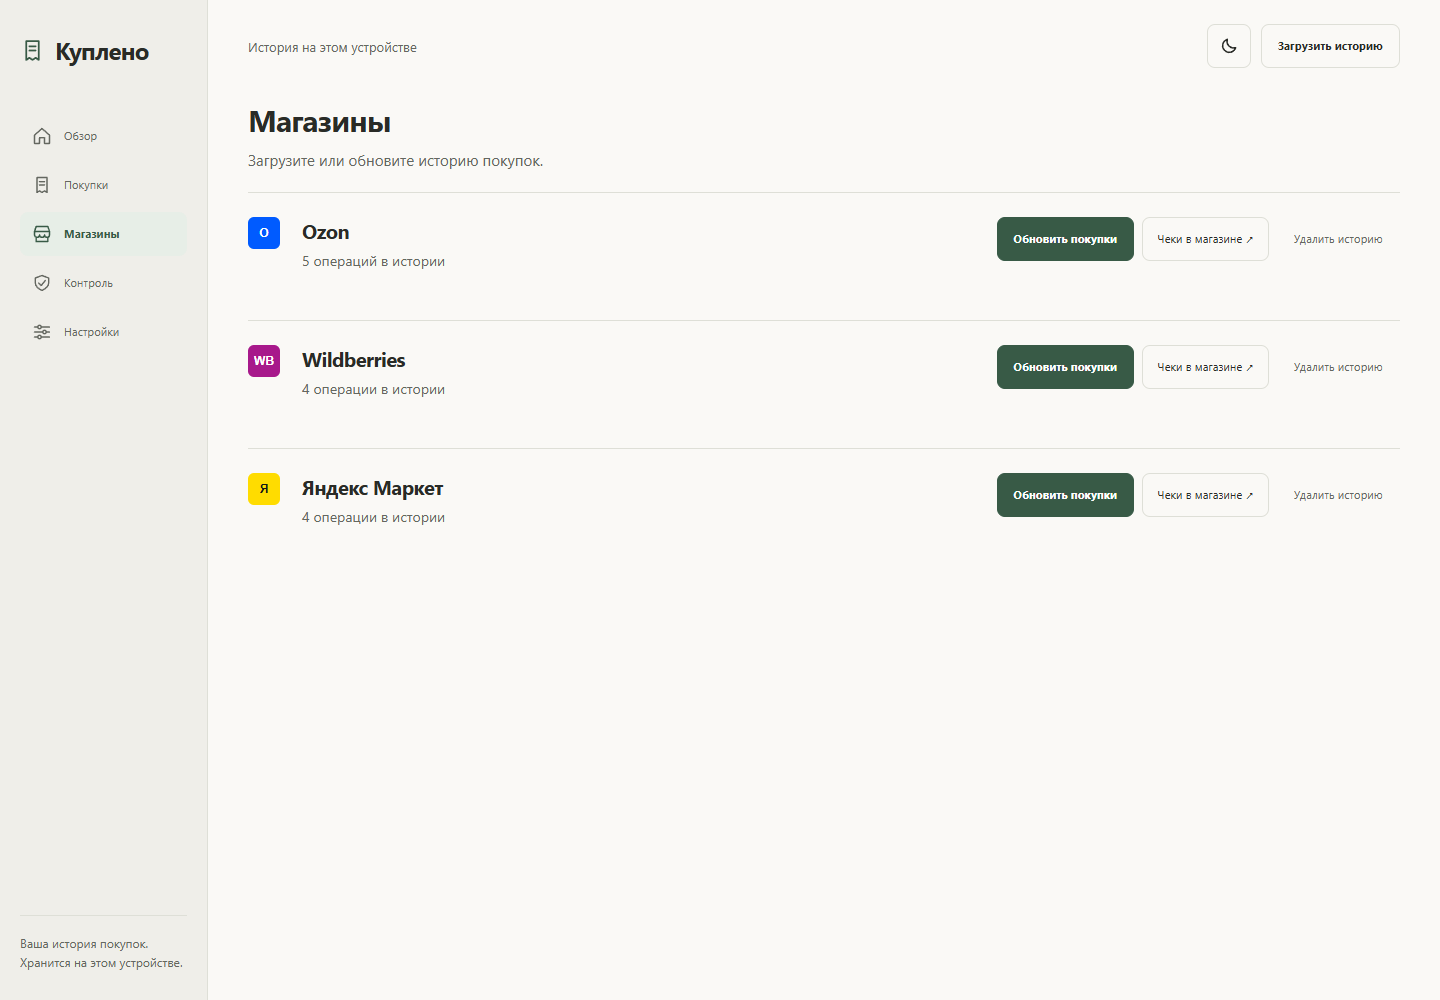 Куплено
Обзор
Покупки
Магазины
Контроль
Настройки
Ваша история покупок.
Хранится на этом устройстве.
История на этом устройстве
Загрузить историю
Магазины
Загрузите или обновите историю покупок.
O
Ozon
5 операций в истории
Обновить покупки
Чеки в магазине ↗
Удалить историю
WB
Wildberries
4 операции в истории
Обновить покупки
Чеки в магазине ↗
Удалить историю
Я
Яндекс Маркет
4 операции в истории
Обновить покупки
Чеки в магазине ↗
Удалить историю